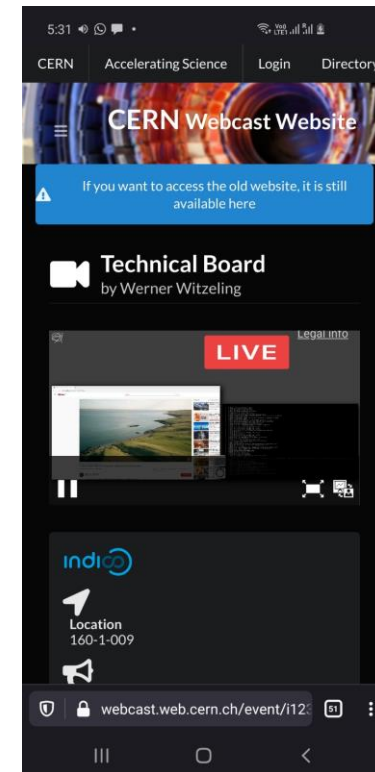 5:31
CERN Accelerating Science Login Directory
CERN Webcast Website
If you want to access the old website, it is still
available here
Technical Board
by Werner Witzeling
Legal info
LIVE
indico
Location
160-1-009
webcast.web.cern.ch/event/i123
51